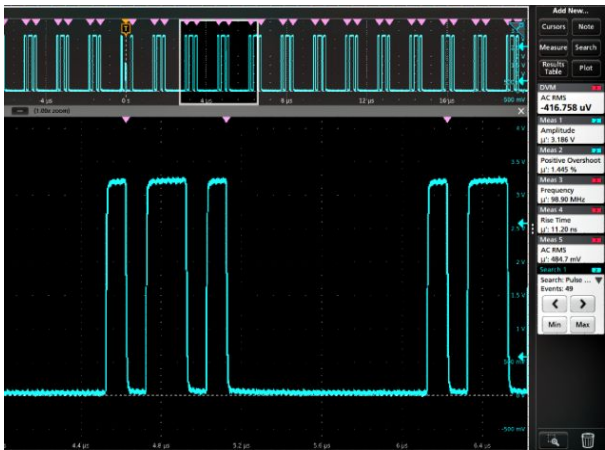 Add New...
Cursors
Note
Measure
Search
Results
Table
Plot
DVM
AC RMS
-416.758 uV
Meas 1
Amplitude
µ': 3.186 V
Meas 2
Positive Overshoot
µ': 1.445 %
Meas 3
Frequency
µ': 98.90 MHz
Meas 4
Rise Time
µ': 11.20 ns
Meas 5
AC RMS
µ': 484.7 mV
Search 1
Search: Pulse ...
Events: 49
Min
Max
T
-4 µs
0 s
4 µs
8 µs
12 µs
16 µs
-500 mV
4 V
3.5 V
3 V
2.5 V
2 V
1.5 V
1 V
500 mV
-500 mV
4.4 µs
4.8 µs
5.2 µs
5.6 µs
6 µs
6.4 µs